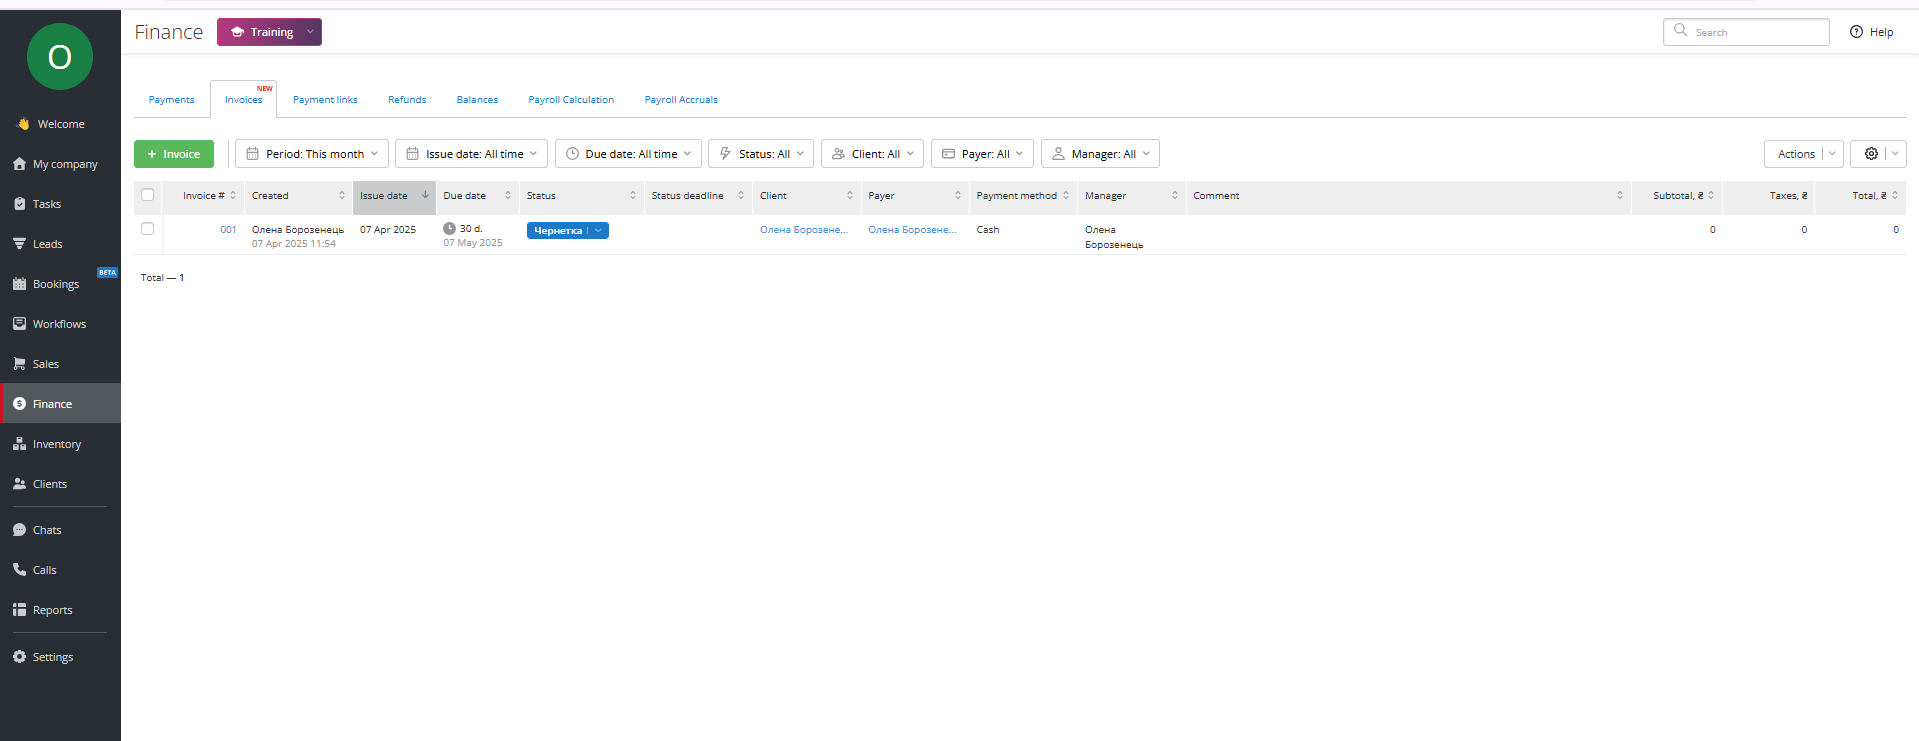 O
Finance
Training
Search
Help
Welcome
My company
Tasks
Leads
Bookings
BETA
Workflows
Sales
Finance
Inventory
Clients
Chats
Calls
Reports
Settings
Payments
Invoices
NEW
Payment links
Refunds
Balances
Payroll Calculation
Payroll Accruals
+ Invoice
Period: This month
Issue date: All time
Due date: All time
Status: All
Client: All
Payer: All
Manager: All
Actions
Invoice #
Created
Issue date
Due date
Status
Status deadline
Client
Payer
Payment method
Manager
Comment
Subtotal, ₴
Taxes, ₴
Total, ₴
001
Олена Борозенець
07 Apr 2025 11:54
07 Apr 2025
30 d.
07 May 2025
Чернетка
Олена Борозене...
Олена Борозене...
Cash
Олена
Борозенець
0
0
0
Total — 1